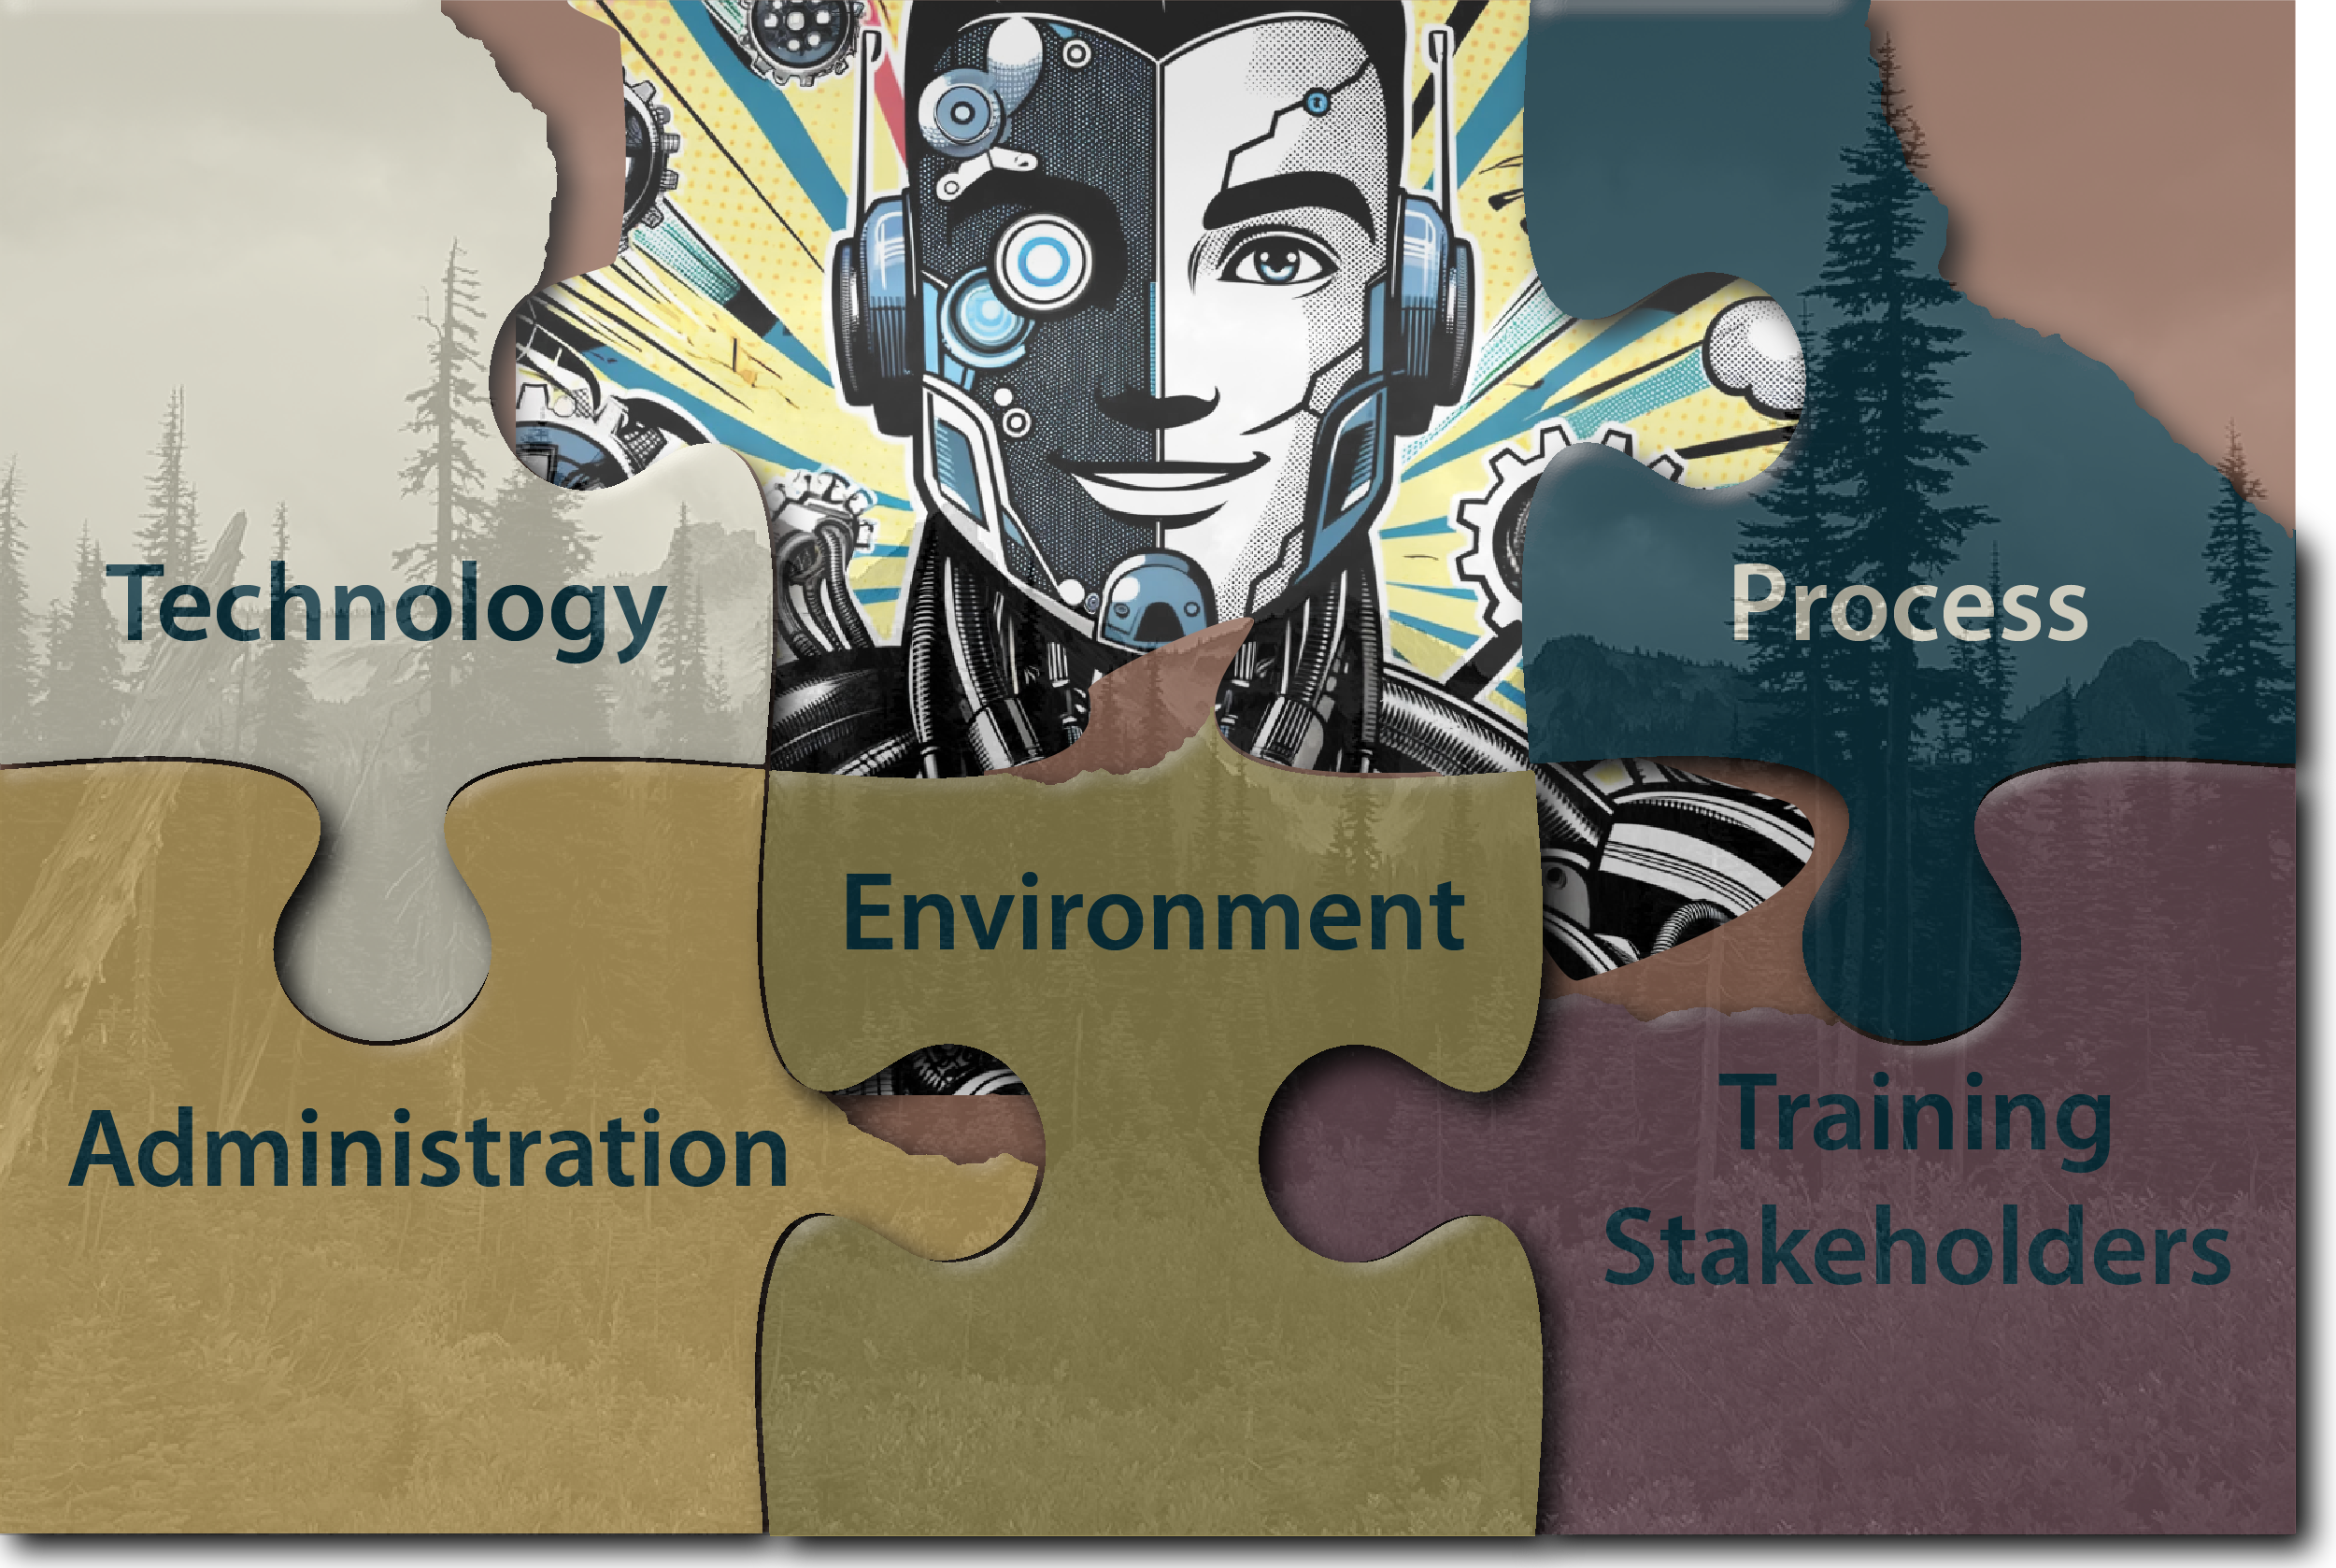 Technology
Process
Environment
Administration
Training
Stakeholders